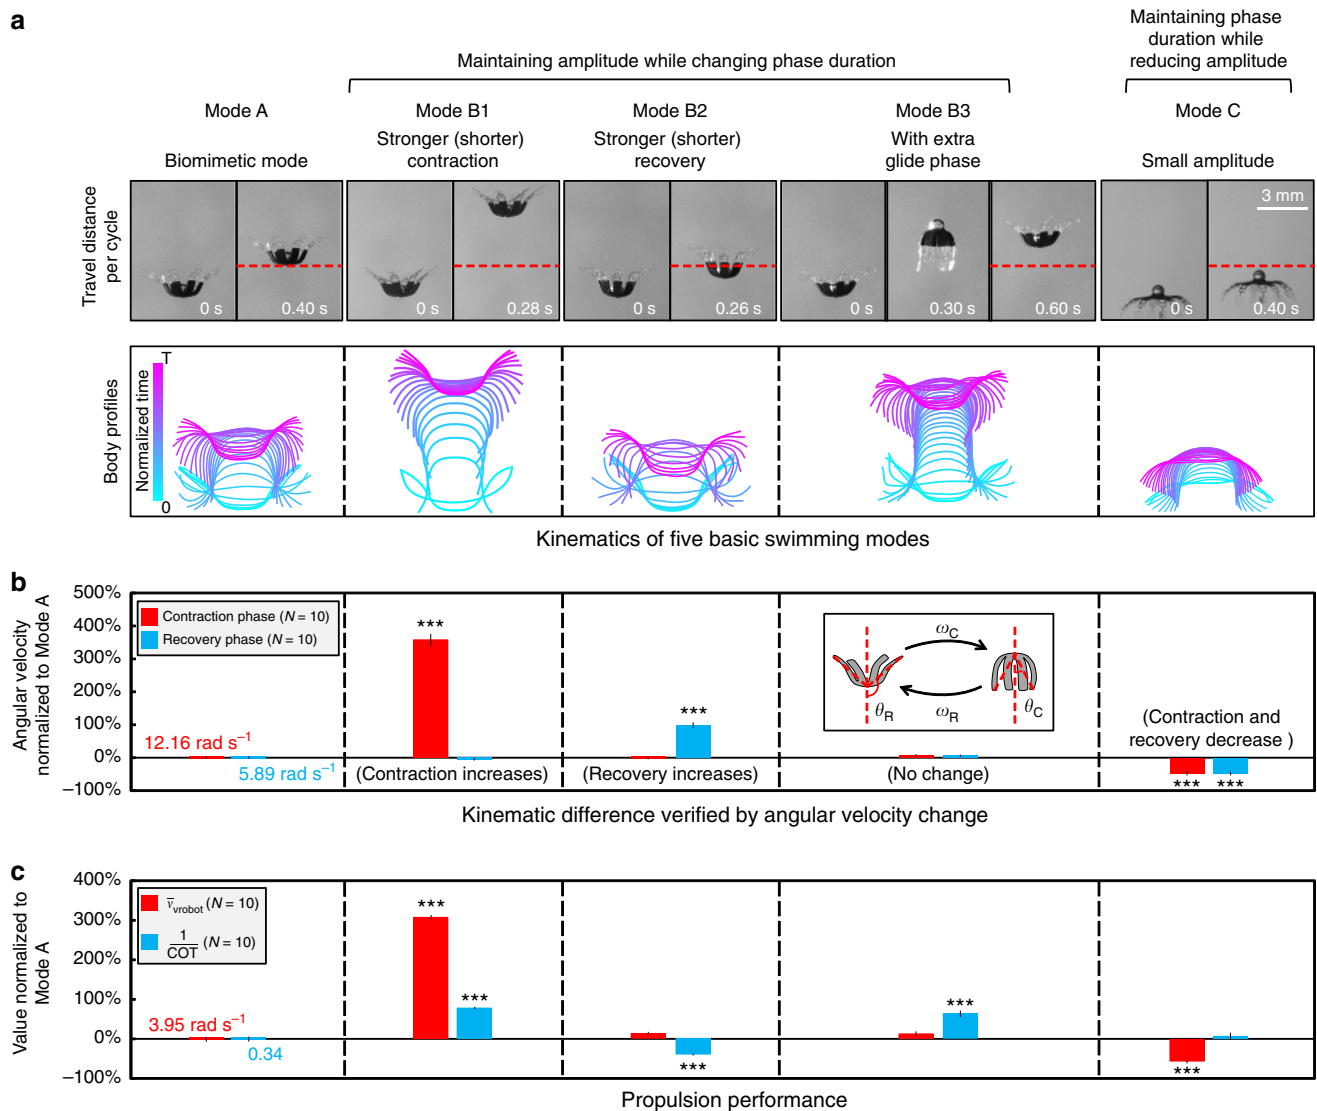 a
Maintaining amplitude while changing phase duration
Maintaining phase
duration while
reducing amplitude
Mode A
Biomimetic mode
Mode B1
Stronger (shorter)
contraction
Mode B2
Stronger (shorter)
recovery
Mode B3
With extra
glide phase
Mode C
Small amplitude
Travel distance
per cycle
0 s
0.40 s
0 s
0.28 s
0 s
0.26 s
0 s
0.30 s
0.60 s
0 s
3 mm
0.40 s
Body profiles
Normalized time
T
0
Kinematics of five basic swimming modes
b
Angular velocity
normalized to Mode A
500%
400%
300%
200%
100%
0%
–100%
Contraction phase (N = 10)
Recovery phase (N = 10)
12.16 rad s⁻¹
5.89 rad s⁻¹
***
(Contraction increases)
***
(Recovery increases)
ωC
θR
ωR
θC
(No change)
(Contraction and
recovery decrease )
*** ***
Kinematic difference verified by angular velocity change
c
Value normalized to
Mode A
400%
300%
200%
100%
0%
–100%
v̅vrobot (N = 10)
1
COT (N = 10)
3.95 rad s⁻¹
0.34
***
***
***
***
***
Propulsion performance